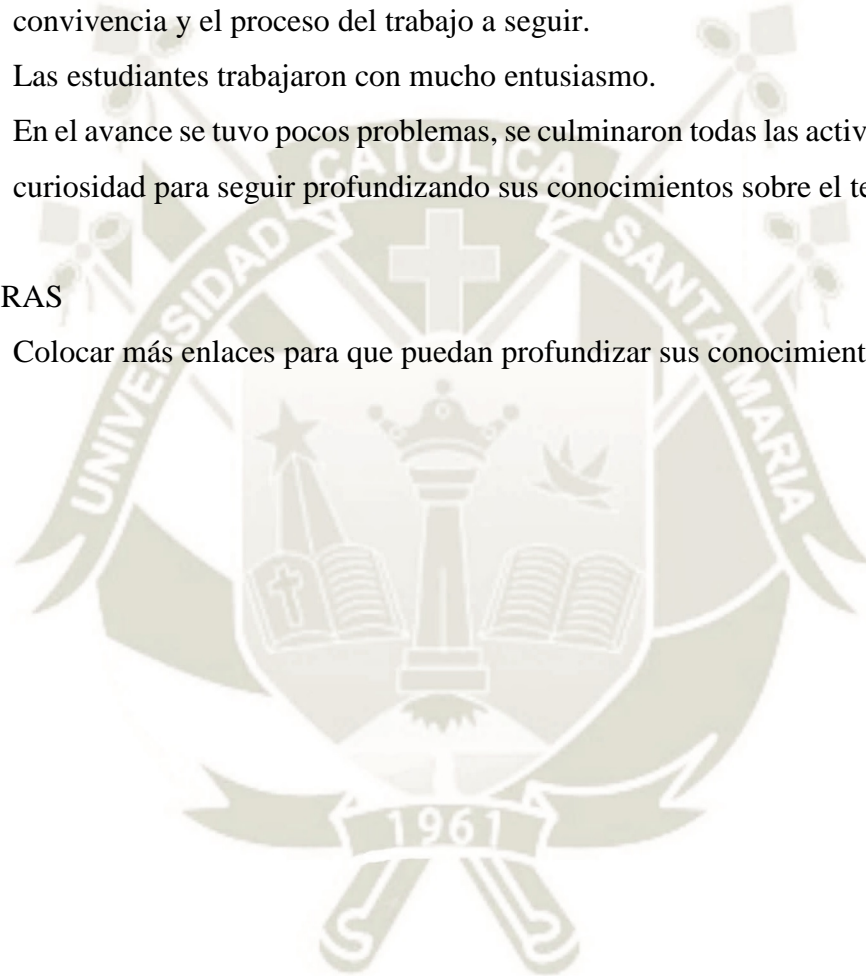 convivencia y el proceso del trabajo a seguir.
Las estudiantes trabajaron con mucho entusiasmo.
En el avance se tuvo pocos problemas, se culminaron todas las activ
curiosidad para seguir profundizando sus conocimientos sobre el te
RAS
Colocar más enlaces para que puedan profundizar sus conocimient
UNIVERSIDAD CATOLICA SANTA MARIA
1961